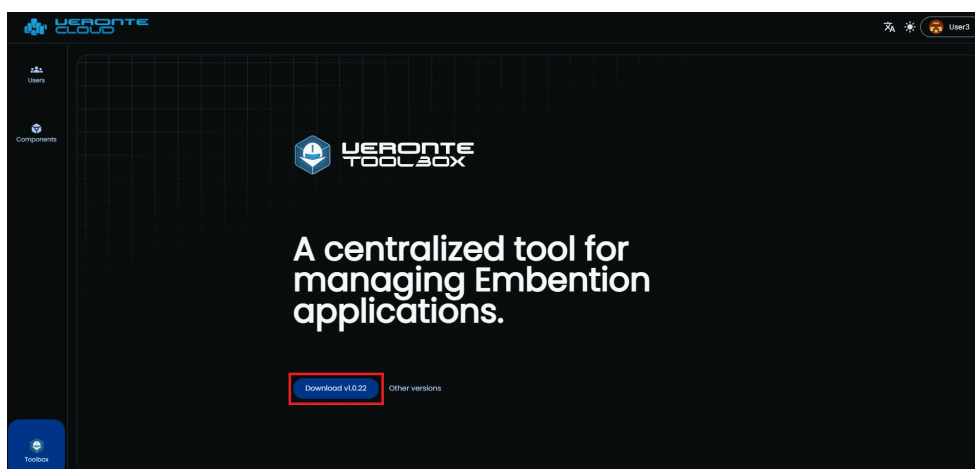 VERONTE
CLOUD
User3
Users
Components
VERONTE
TOOLBOX
A centralized tool for
managing Embention
applications.
Download v1.0.22
Other versions
Toolbox